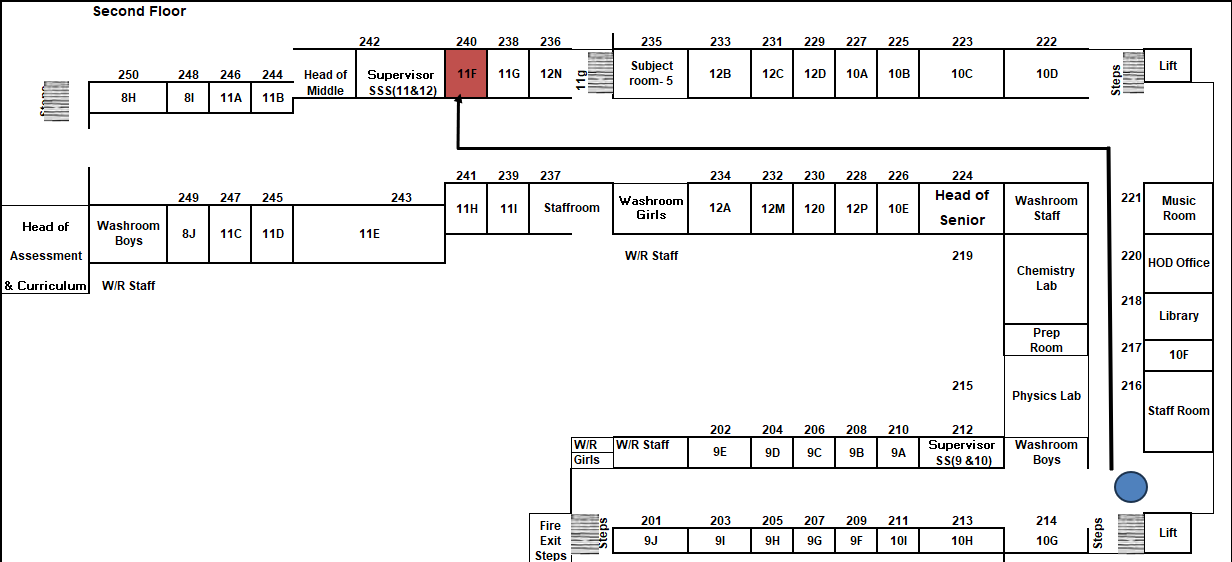 Second Floor
242 240 238 236 235 233 231 229 227 225 223 222
250 248 246 244
Head of
Middle
Supervisor
SSS(11&12)
11F 11G 12N
11g
Subject
room- 5
12B 12C 12D 10A 10B 10C 10D
Steps
Lift
8H 8I 11A 11B
241 239 237 234 232 230 228 226 224
249 247 245 243
221
Music
Room
Washroom
Boys
8J 11C 11D 11E
11H 11I Staffroom
Washroom
Girls
12A 12M 120 12P 10E
Head of
Senior
Washroom
Staff
Head of
Assessment
& Curriculum
W/R Staff
W/R Staff
219
Chemistry
Lab
220
HOD Office
218
Library
Prep
Room
217
10F
215
Physics Lab
216
Staff Room
202 204 206 208 210 212
W/R
Girls
W/R Staff
9E 9D 9C 9B 9A
Supervisor
SS(9 &10)
Washroom
Boys
Fire
Exit
Steps
Steps
201 203 205 207 209 211 213 214
9J 9I 9H 9G 9F 10I 10H 10G
Steps
Lift